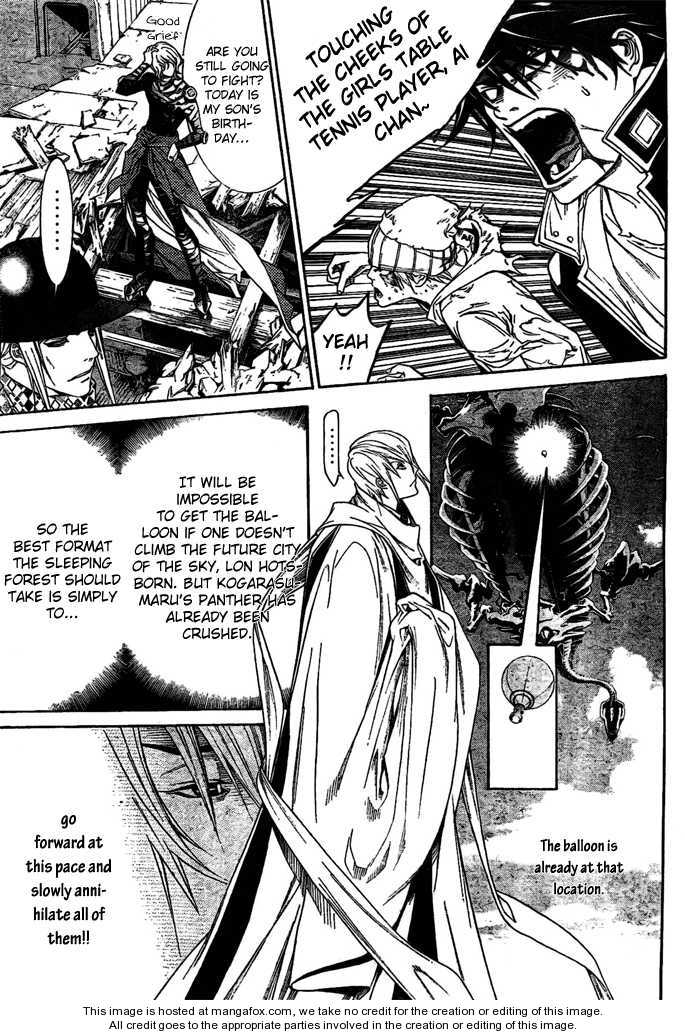 TOUCHING
THE CHEEKS OF
THE GIRLS TABLE
TENNIS PLAYER, AI
CHAN~
YEAH
!!
Good
Grief
ARE YOU
STILL GOING
TO FIGHT?
TODAY IS
MY SON'S
BIRTH-
DAY...
......
......
IT WILL BE
IMPOSSIBLE
TO GET THE BAL-
LOON IF ONE DOESN'T
CLIMB THE FUTURE CITY
OF THE SKY, LON HOTS-
BORN. BUT KOGARASU-
MARU'S PANTHER HAS
ALREADY BEEN
CRUSHED.
SO THE
BEST FORMAT
THE SLEEPING
FOREST SHOULD
TAKE IS SIMPLY
TO...
The balloon is
already at that
location.
go
forward at
this pace and
slowly anni-
hilate all of
them!!
This image is hosted at mangafox.com, we take no credit for the creation or editing of this image.
All credit goes to the appropriate parties involved in the creation or editing of this image.